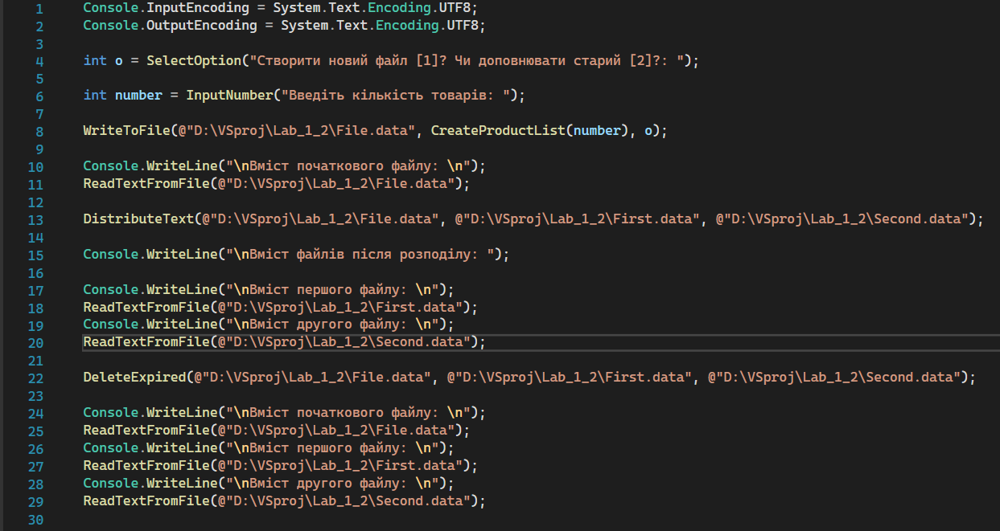 1 Console.InputEncoding = System.Text.Encoding.UTF8;
2 Console.OutputEncoding = System.Text.Encoding.UTF8;
3
4 int o = SelectOption("Створити новий файл [1]? Чи доповнювати старий [2]?: ");
5
6 int number = InputNumber("Введіть кількість товарів: ");
7
8 WriteToFile(@"D:\VSproj\Lab_1_2\File.data", CreateProductList(number), o);
9
10 Console.WriteLine("\nВміст початкового файлу: \n");
11 ReadTextFromFile(@"D:\VSproj\Lab_1_2\File.data");
12
13 DistributeText(@"D:\VSproj\Lab_1_2\File.data", @"D:\VSproj\Lab_1_2\First.data", @"D:\VSproj\Lab_1_2\Second.data");
14
15 Console.WriteLine("\nВміст файлів після розподілу: ");
16
17 Console.WriteLine("\nВміст першого файлу: \n");
18 ReadTextFromFile(@"D:\VSproj\Lab_1_2\First.data");
19 Console.WriteLine("\nВміст другого файлу: \n");
20 ReadTextFromFile(@"D:\VSproj\Lab_1_2\Second.data");
21
22 DeleteExpired(@"D:\VSproj\Lab_1_2\File.data", @"D:\VSproj\Lab_1_2\First.data", @"D:\VSproj\Lab_1_2\Second.data");
23
24 Console.WriteLine("\nВміст початкового файлу: \n");
25 ReadTextFromFile(@"D:\VSproj\Lab_1_2\File.data");
26 Console.WriteLine("\nВміст першого файлу: \n");
27 ReadTextFromFile(@"D:\VSproj\Lab_1_2\First.data");
28 Console.WriteLine("\nВміст другого файлу: \n");
29 ReadTextFromFile(@"D:\VSproj\Lab_1_2\Second.data");
30